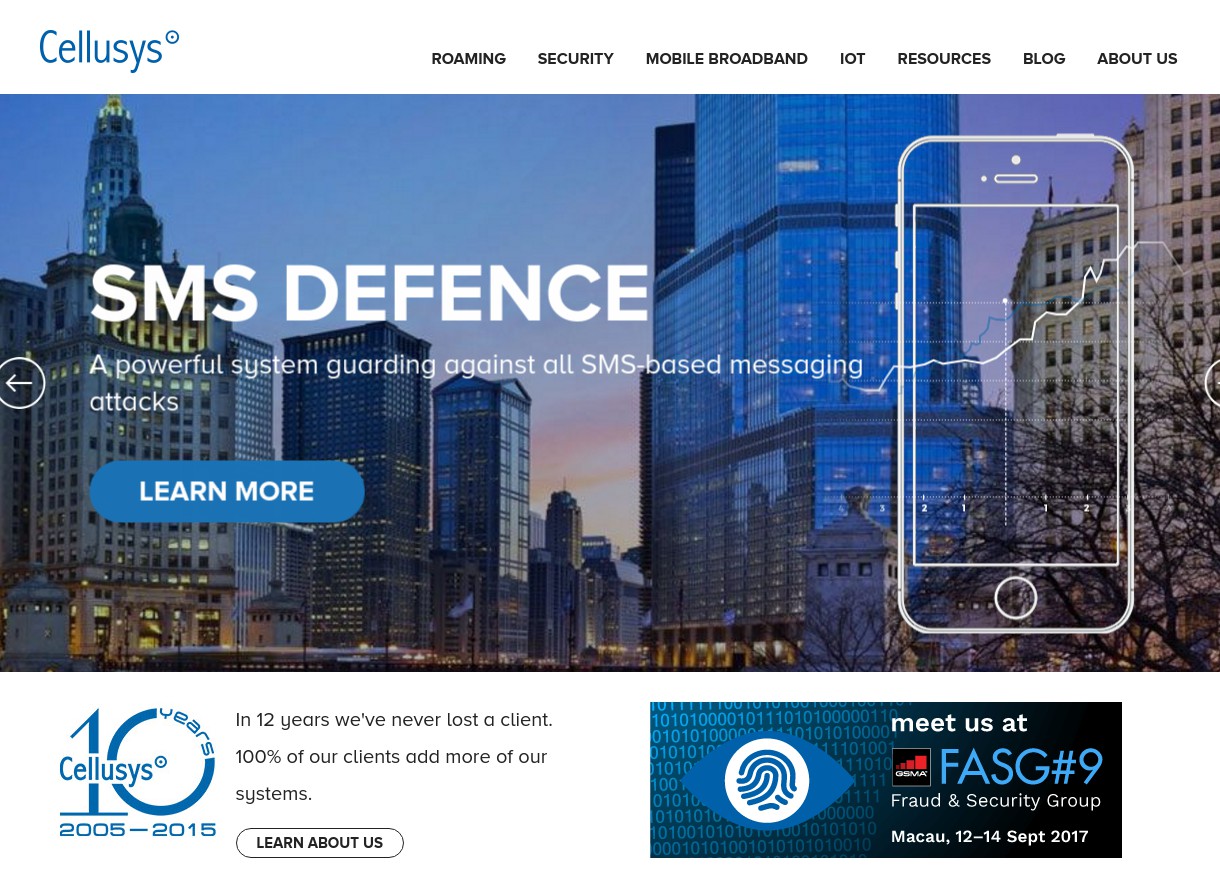 Cellusys
ROAMING SECURITY MOBILE BROADBAND IOT RESOURCES BLOG ABOUT US
SMS DEFENCE
A powerful system guarding against all SMS-based messaging
attacks
LEARN MORE
4 3 2 1 1 2
10 years
Cellusys
2005—2015
In 12 years we've never lost a client.
100% of our clients add more of our
systems.
LEARN ABOUT US
meet us at
GSMA FASG#9
Fraud & Security Group
Macau, 12–14 Sept 2017